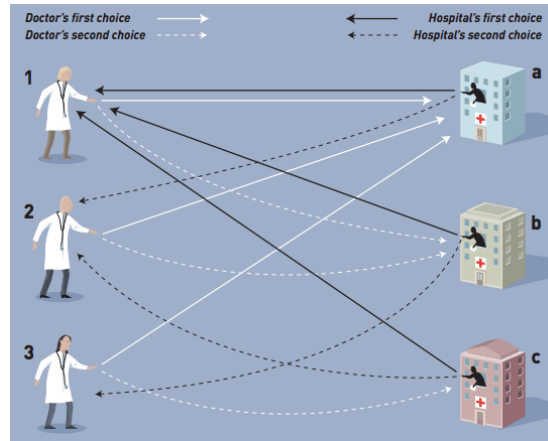 Doctor's first choice
Doctor's second choice
Hospital's first choice
Hospital's second choice
1
a
2
b
3
c